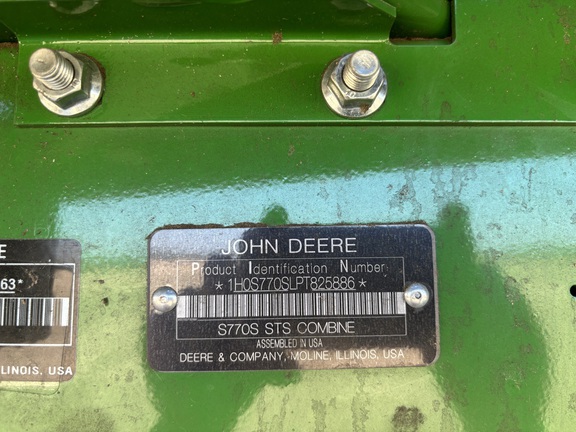 E
63*
LLINOIS, USA
JOHN DEERE
Product Identification Number
*1H0S770SLPT825886*
S770S STS COMBINE
ASSEMBLED IN USA
DEERE & COMPANY, MOLINE, ILLINOIS, USA